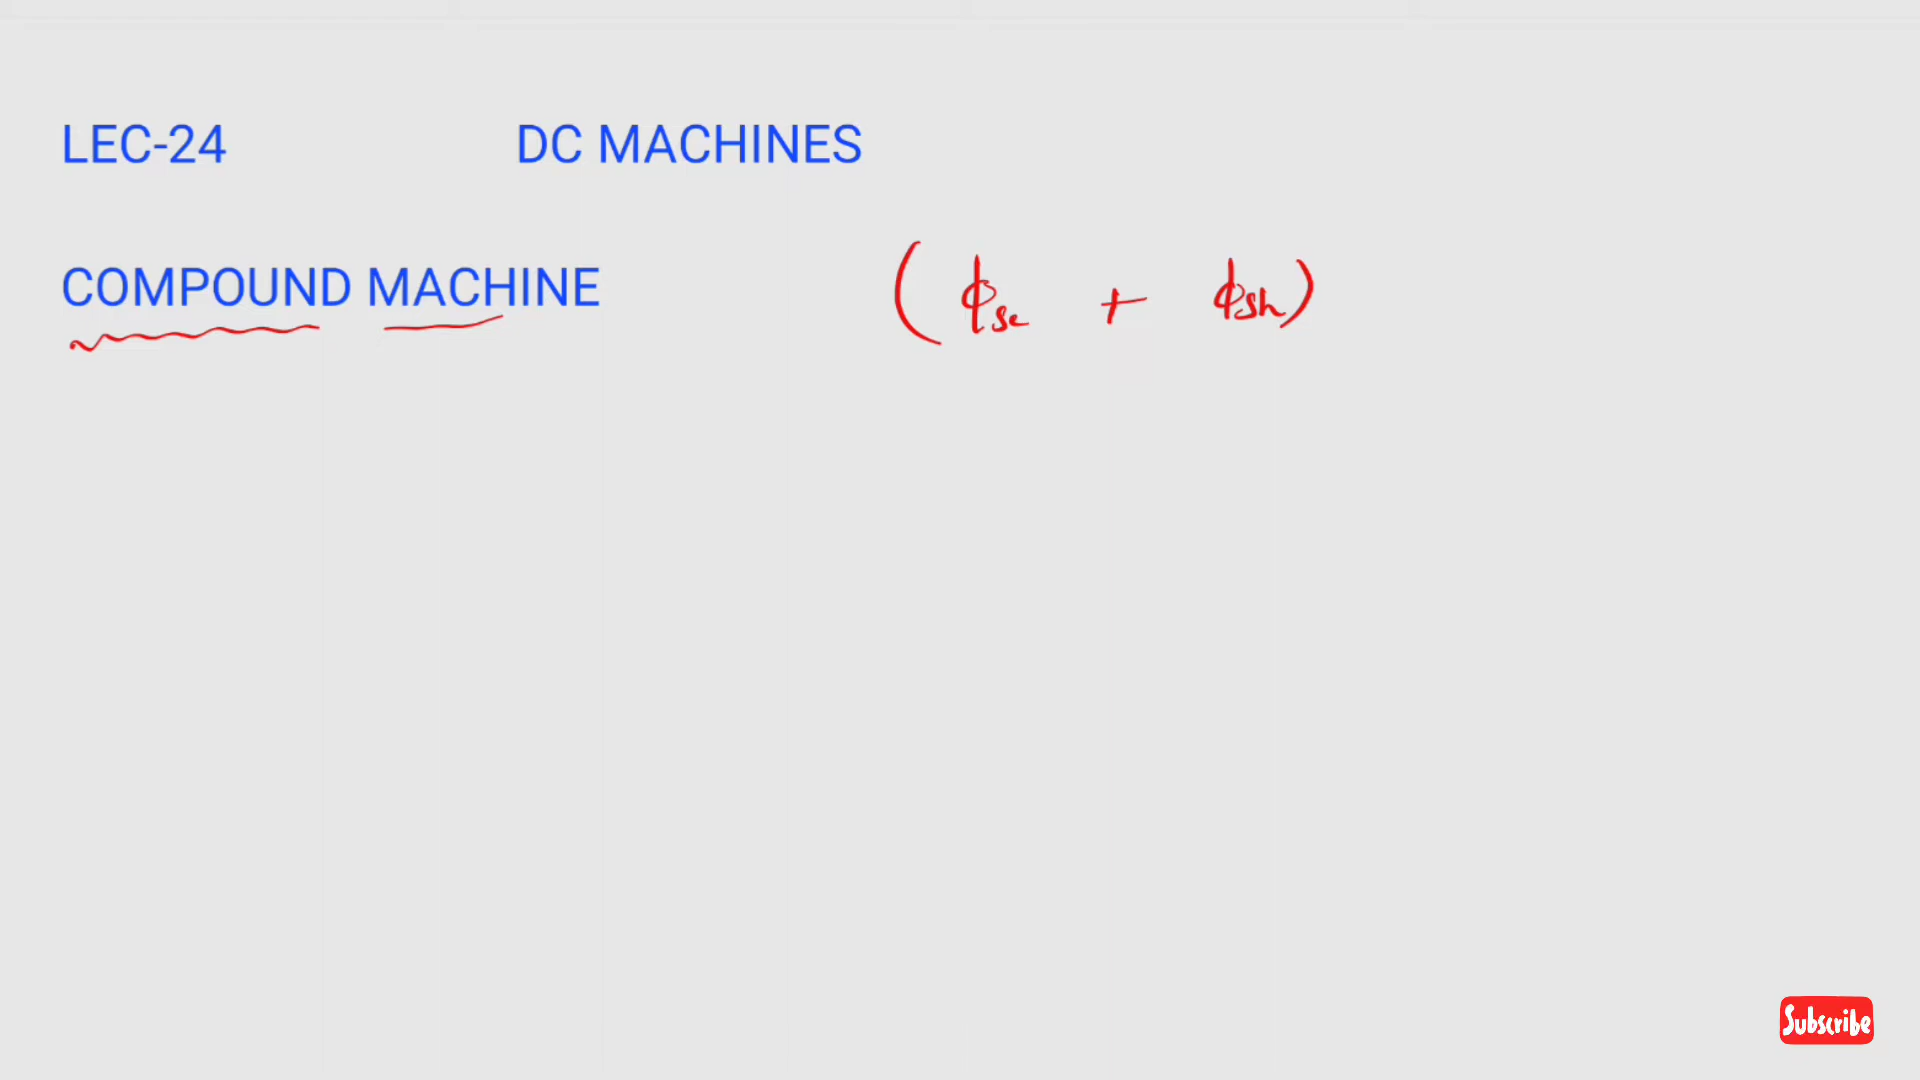 LEC-24 DC MACHINES
COMPOUND MACHINE (ϕse + ϕsh)
Subscribe